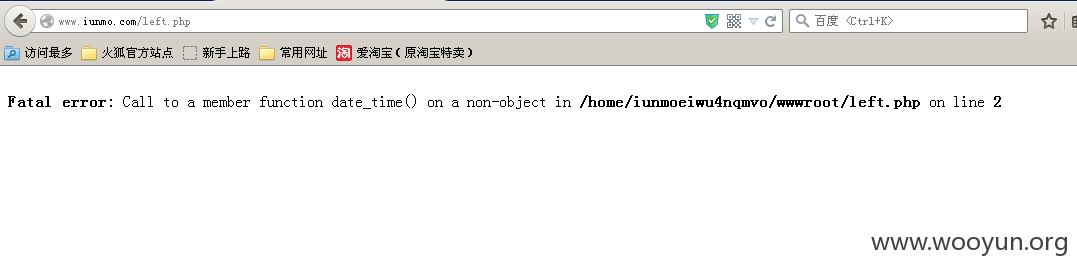 www.iunmo.com/left.php
百度 <Ctrl+K>
访问最多 火狐官方站点 新手上路 常用网址 淘 爱淘宝（原淘宝特卖）
Fatal error: Call to a member function date_time() on a non-object in /home/iunmoeiwu4nqmvo/wwwroot/left.php on line 2
www.wooyun.org